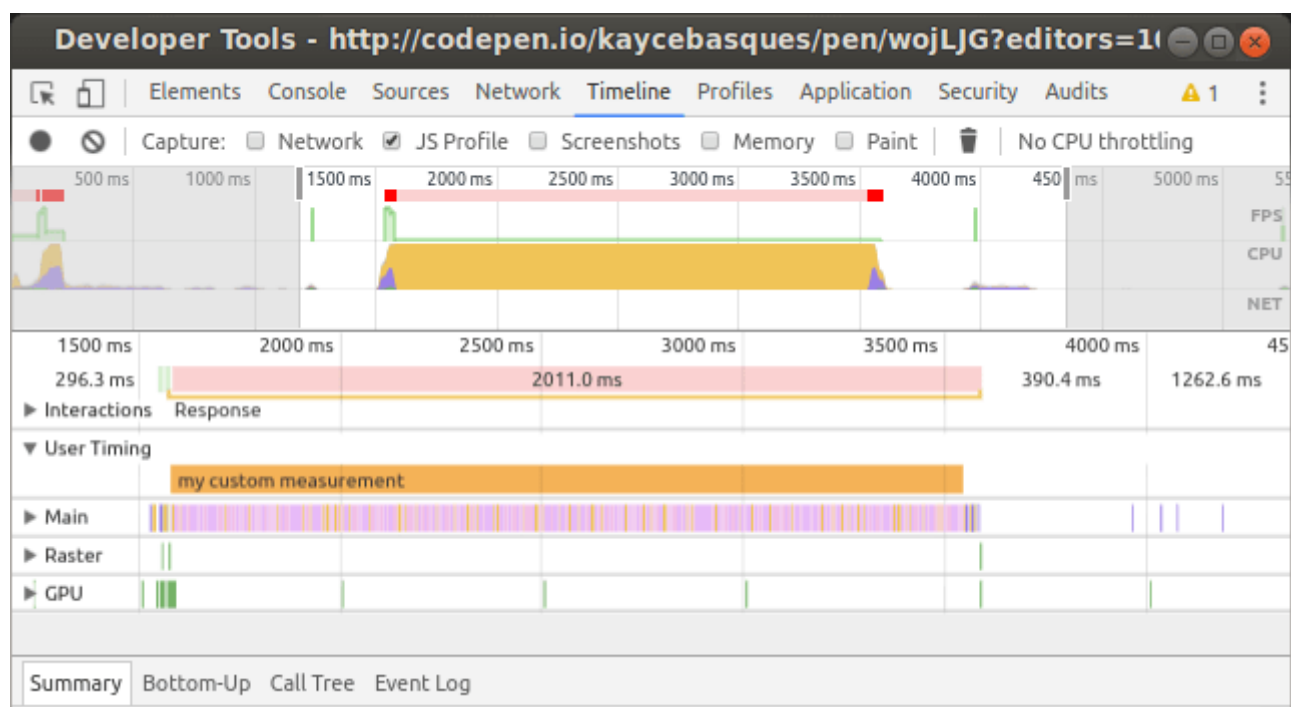 Developer Tools - http://codepen.io/kaycebasques/pen/wojLJG?editors=1
Elements Console Sources Network Timeline Profiles Application Security Audits 1
Capture: Network JS Profile Screenshots Memory Paint No CPU throttling
500 ms 1000 ms 1500 ms 2000 ms 2500 ms 3000 ms 3500 ms 4000 ms 450 ms 5000 ms 55
FPS
CPU
NET
1500 ms 2000 ms 2500 ms 3000 ms 3500 ms 4000 ms 45
296.3 ms 2011.0 ms 390.4 ms 1262.6 ms
Interactions Response
User Timing
my custom measurement
Main
Raster
GPU
Summary Bottom-Up Call Tree Event Log